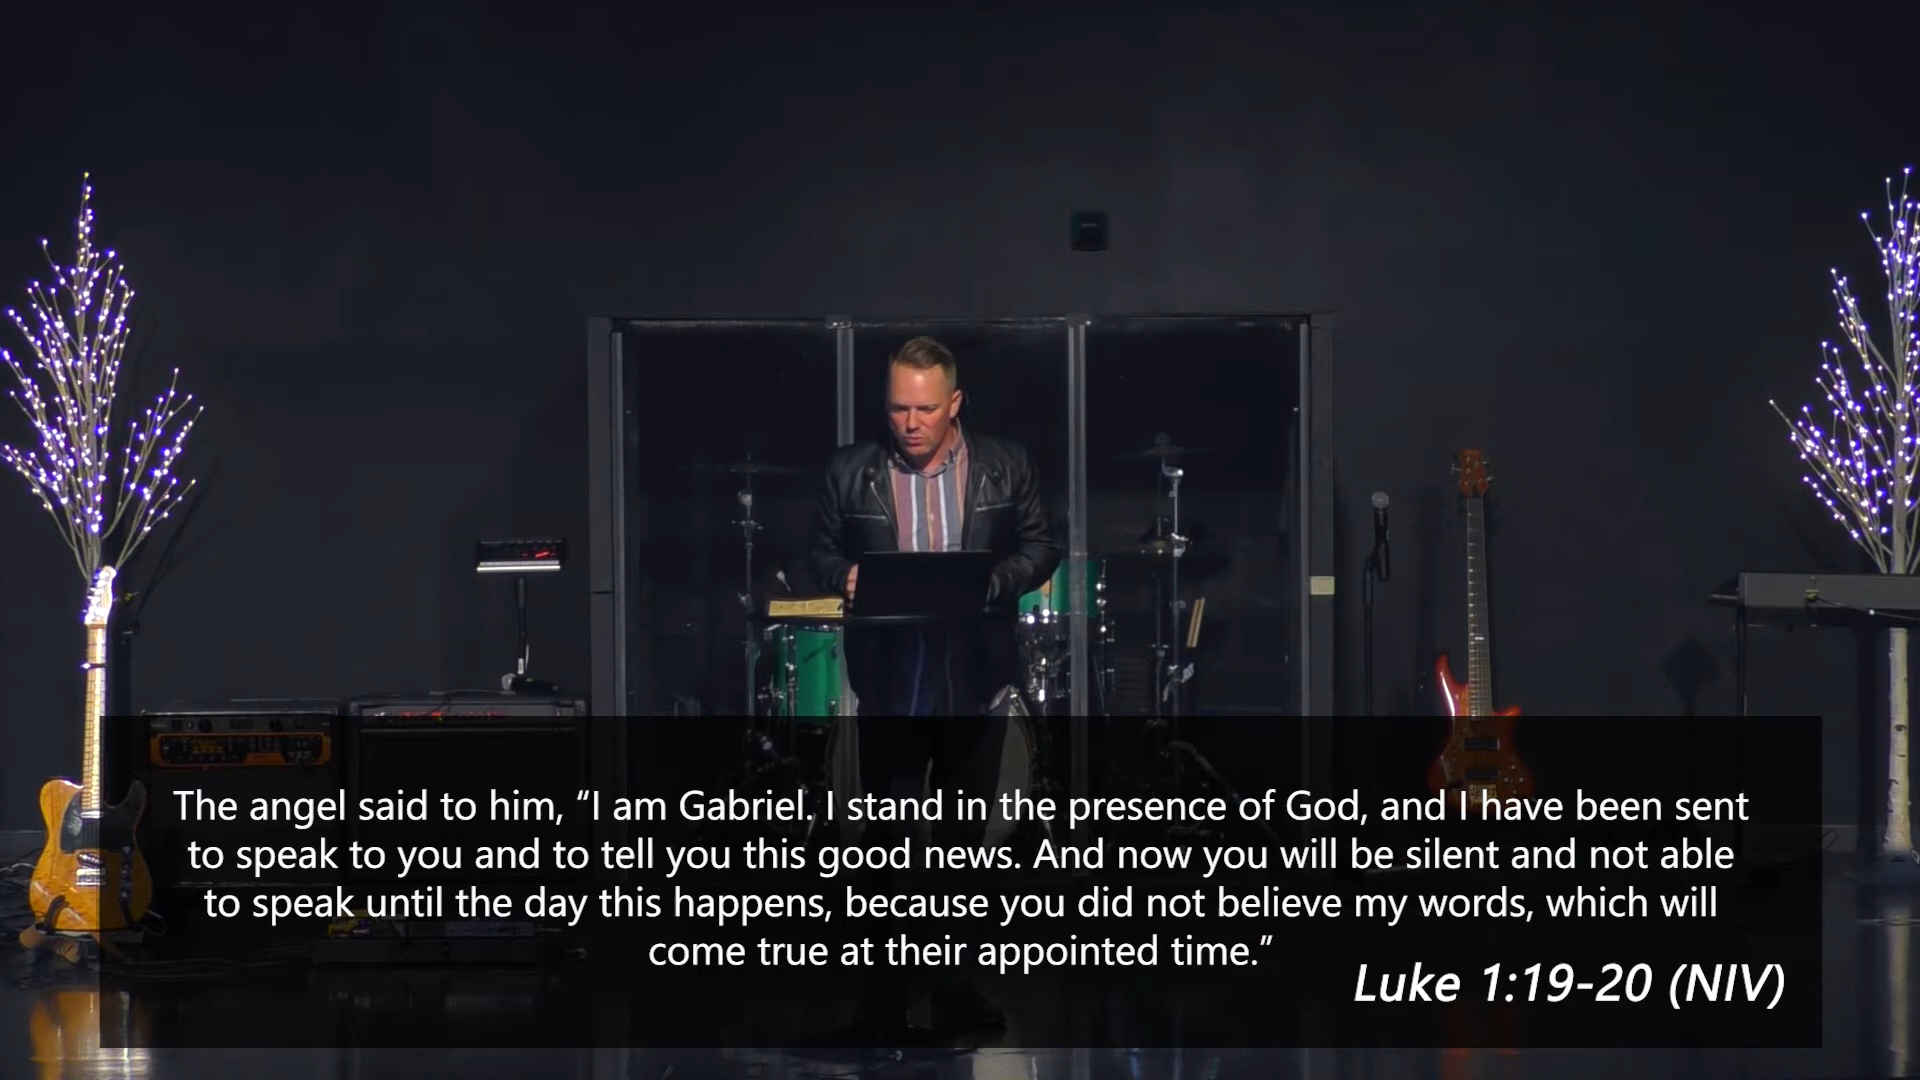 The angel said to him, “I am Gabriel. I stand in the presence of God, and I have been sent
to speak to you and to tell you this good news. And now you will be silent and not able
to speak until the day this happens, because you did not believe my words, which will
come true at their appointed time.”
Luke 1:19-20 (NIV)